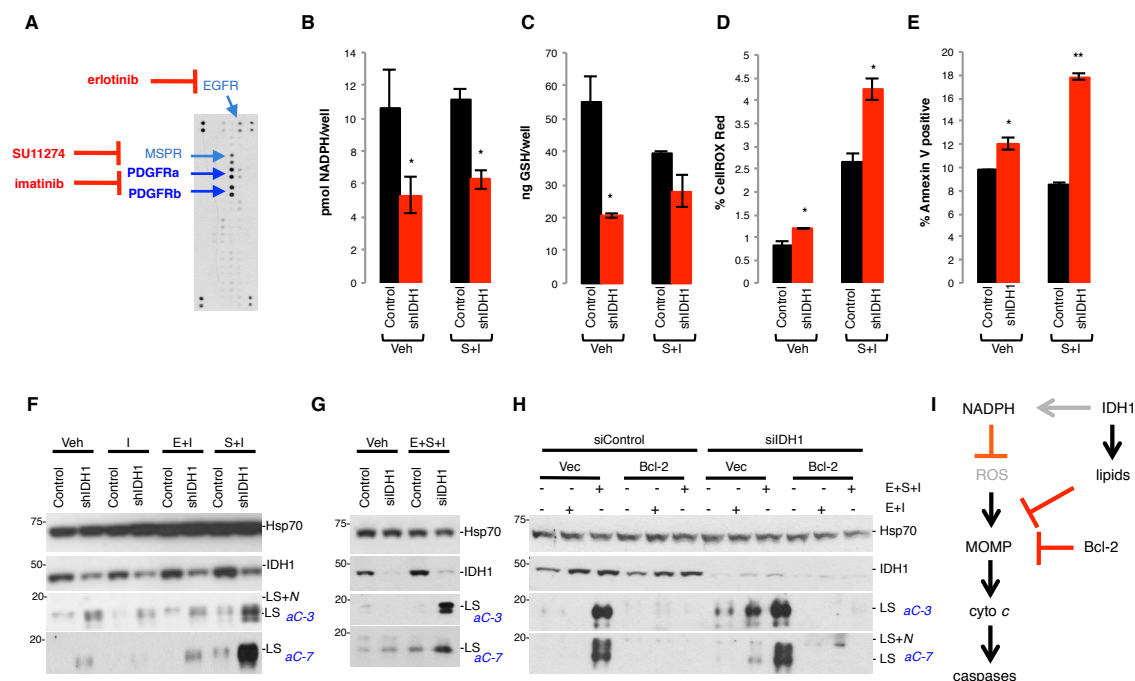 A
erlotinib
EGFR
SU11274
MSPR
PDGFRa
imatinib
PDGFRb
B
pmol NADPH/well
14
12
10
8
6
4
2
0
*
*
Control
shIDH1
Control
shIDH1
Veh
S+I
C
ng GSH/well
70
60
50
40
30
20
10
0
*
Control
shIDH1
Control
shIDH1
Veh
S+I
D
% CellROX Red
5
4.5
4
3.5
3
2.5
2
1.5
1
0.5
0
*
*
Control
shIDH1
Control
shIDH1
Veh
S+I
E
% Annexin V positive
20
18
16
14
12
10
8
6
4
2
0
*
**
Control
shIDH1
Control
shIDH1
Veh
S+I
F
Veh I E+I S+I
Control shIDH1 Control shIDH1 Control shIDH1 Control shIDH1
75
-Hsp70
50
-IDH1
20
LS+N
-LS aC-3
20
-LS
aC-7
G
Veh E+S+I
Control siIDH1 Control siIDH1
75
-Hsp70
50
-IDH1
20
-LS
aC-3
20
-LS
aC-7
H
siControl siIDH1
Vec Bcl-2 Vec Bcl-2
- - + - - + - - + - - + E+S+I
- + - - + - - + - - + - E+I
75
-Hsp70
50
IDH1
20
LS aC-3
20
LS+N
LS aC-7
I
NADPH IDH1
ROS lipids
MOMP Bcl-2
cyto c
caspases